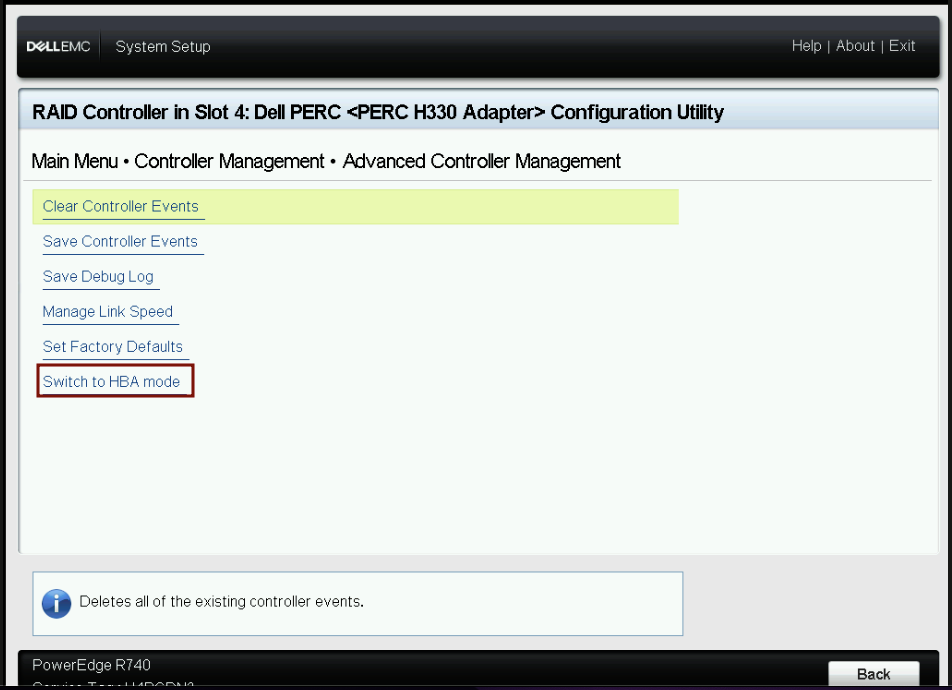 DELLEMC System Setup Help | About | Exit
RAID Controller in Slot 4: Dell PERC <PERC H330 Adapter> Configuration Utility
Main Menu • Controller Management • Advanced Controller Management
Clear Controller Events
Save Controller Events
Save Debug Log
Manage Link Speed
Set Factory Defaults
Switch to HBA mode
Deletes all of the existing controller events.
PowerEdge R740
Back